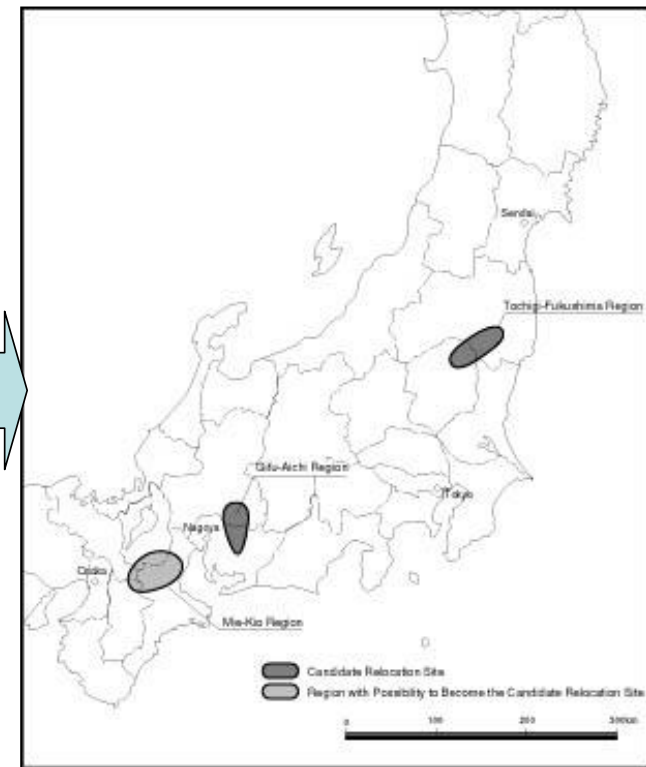 Sendai
Tochigi-Fukushima Region
Gifu-Aichi Region
Tokyo
Nagoya
Osaka
Mie-Kio Region
Candidate Relocation Site
Region with Possibility to Become the Candidate Relocation Site
0 100 200 300km